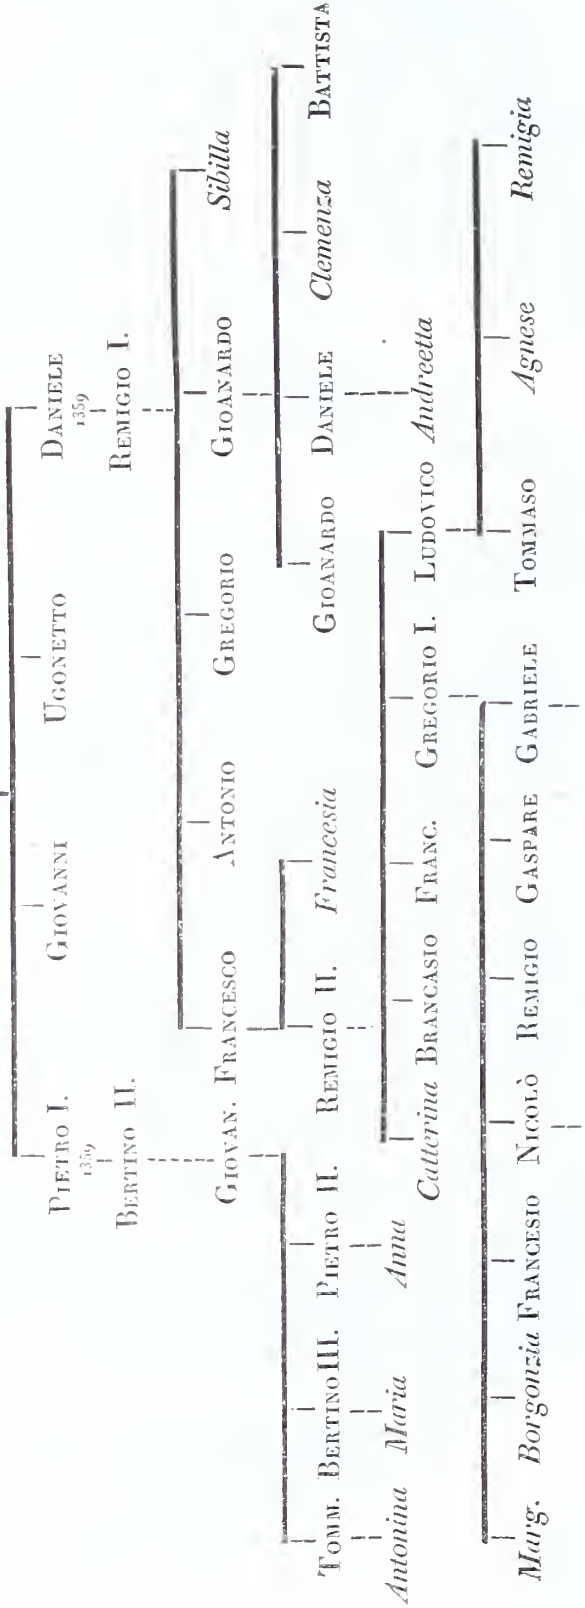 PIETRO I. GIOVANNI UGONETTO DANIELE
1359 1359
BERTINO II. REMIGIO I.
GIOVAN. FRANCESCO ANTONIO GREGORIO GIOANARDO Sibilla
TOMM. BERTINO III. PIETRO II. REMIGIO II. Francesia GIOANARDO DANIELE Clemenza BATTISTA
Antonina Maria Anna Catterina BRANCASIO FRANC. GREGORIO I. LUDOVICO Andreetta
Marg. Borgonzia FRANCESIO NICOLÒ REMIGIO GASPARE GABRIELE TOMMASO Agnese Remigia